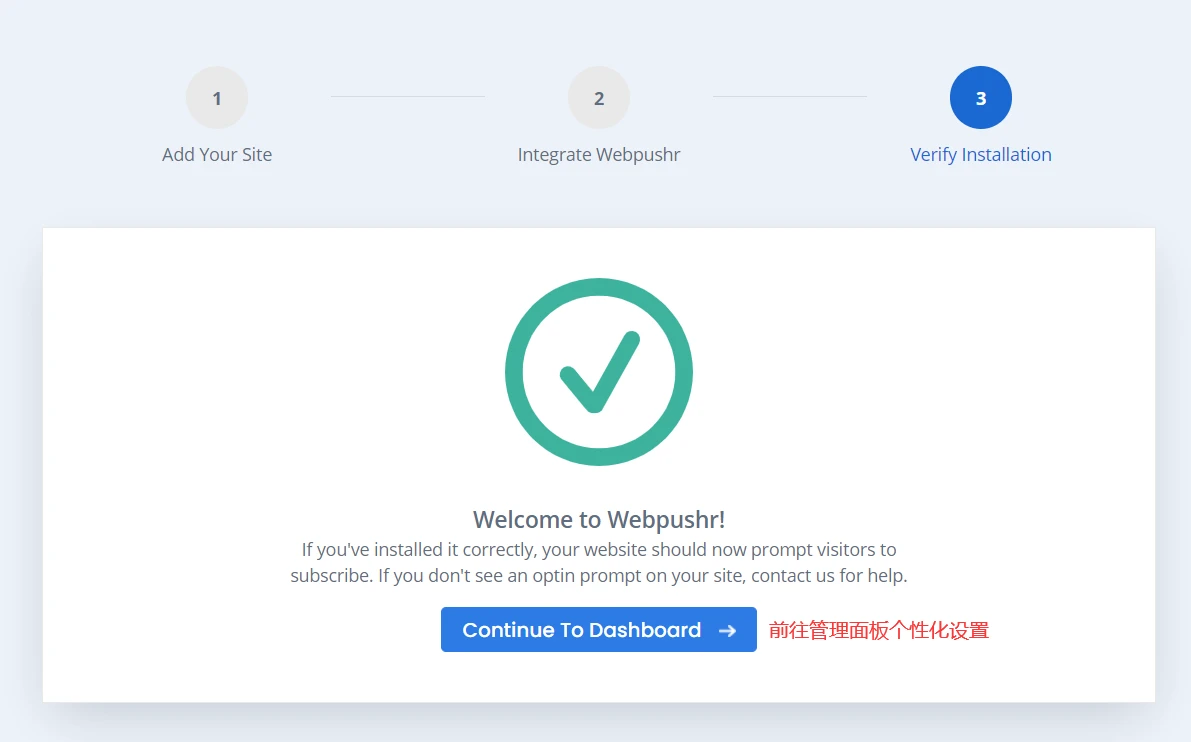 1
2
3
Add Your Site
Integrate Webpushr
Verify Installation
Welcome to Webpushr!
If you've installed it correctly, your website should now prompt visitors to
subscribe. If you don't see an optin prompt on your site, contact us for help.
Continue To Dashboard → 前往管理面板个性化设置